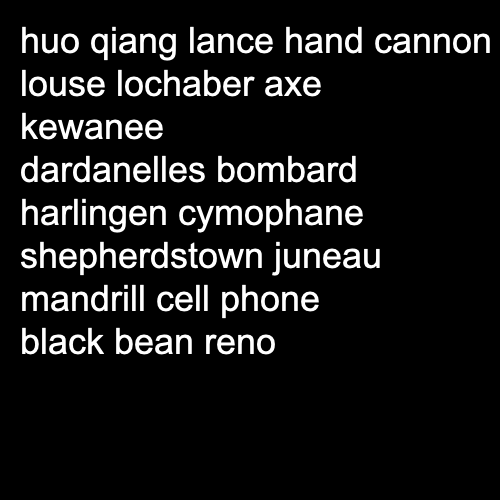 huo qiang lance hand cannon
louse lochaber axe
kewanee
dardanelles bombard
harlingen cymophane
shepherdstown juneau
mandrill cell phone
black bean reno